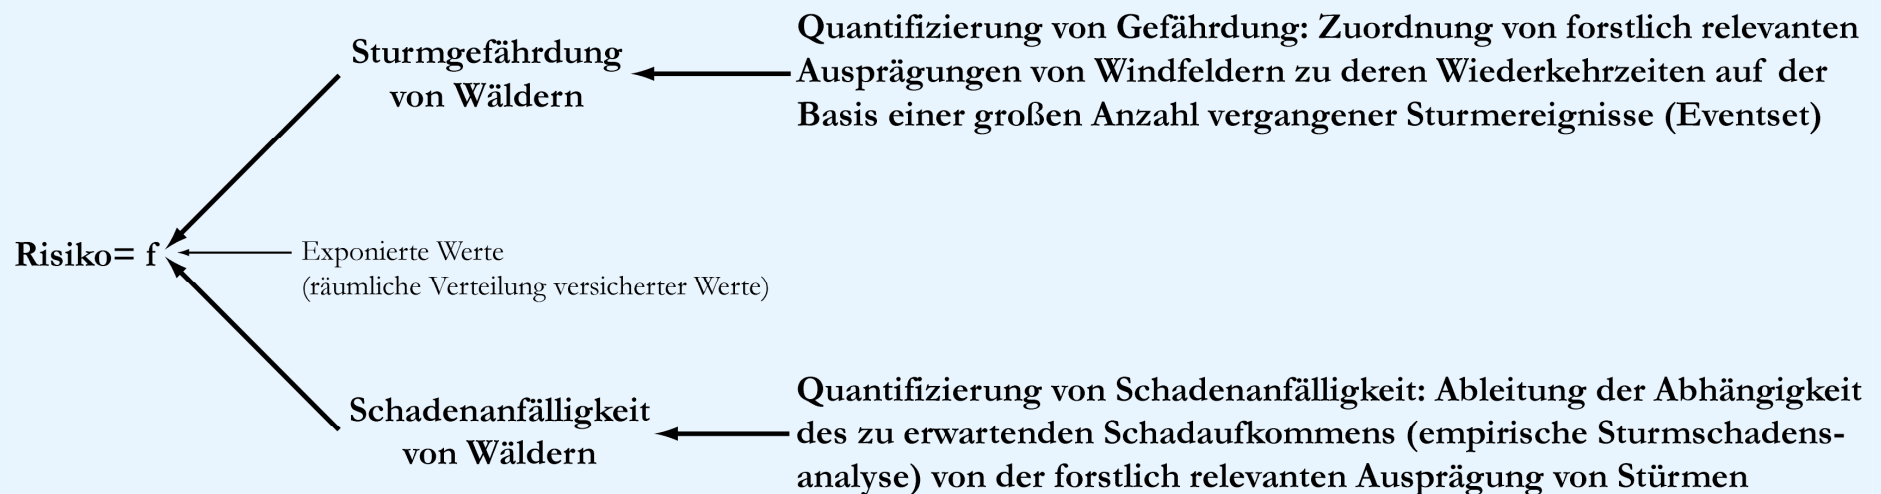 Quantifizierung von Gefährdung: Zuordnung von forstlich relevanten
Ausprägungen von Windfeldern zu deren Wiederkehrzeiten auf der
Basis einer großen Anzahl vergangener Sturmereignisse (Eventset)
Sturmgefährdung
von Wäldern
Risiko= f
Exponierte Werte
(räumliche Verteilung versicherter Werte)
Schadenanfälligkeit
von Wäldern
Quantifizierung von Schadenanfälligkeit: Ableitung der Abhängigkeit
des zu erwartenden Schadaufkommens (empirische Sturmschadens-
analyse) von der forstlich relevanten Ausprägung von Stürmen